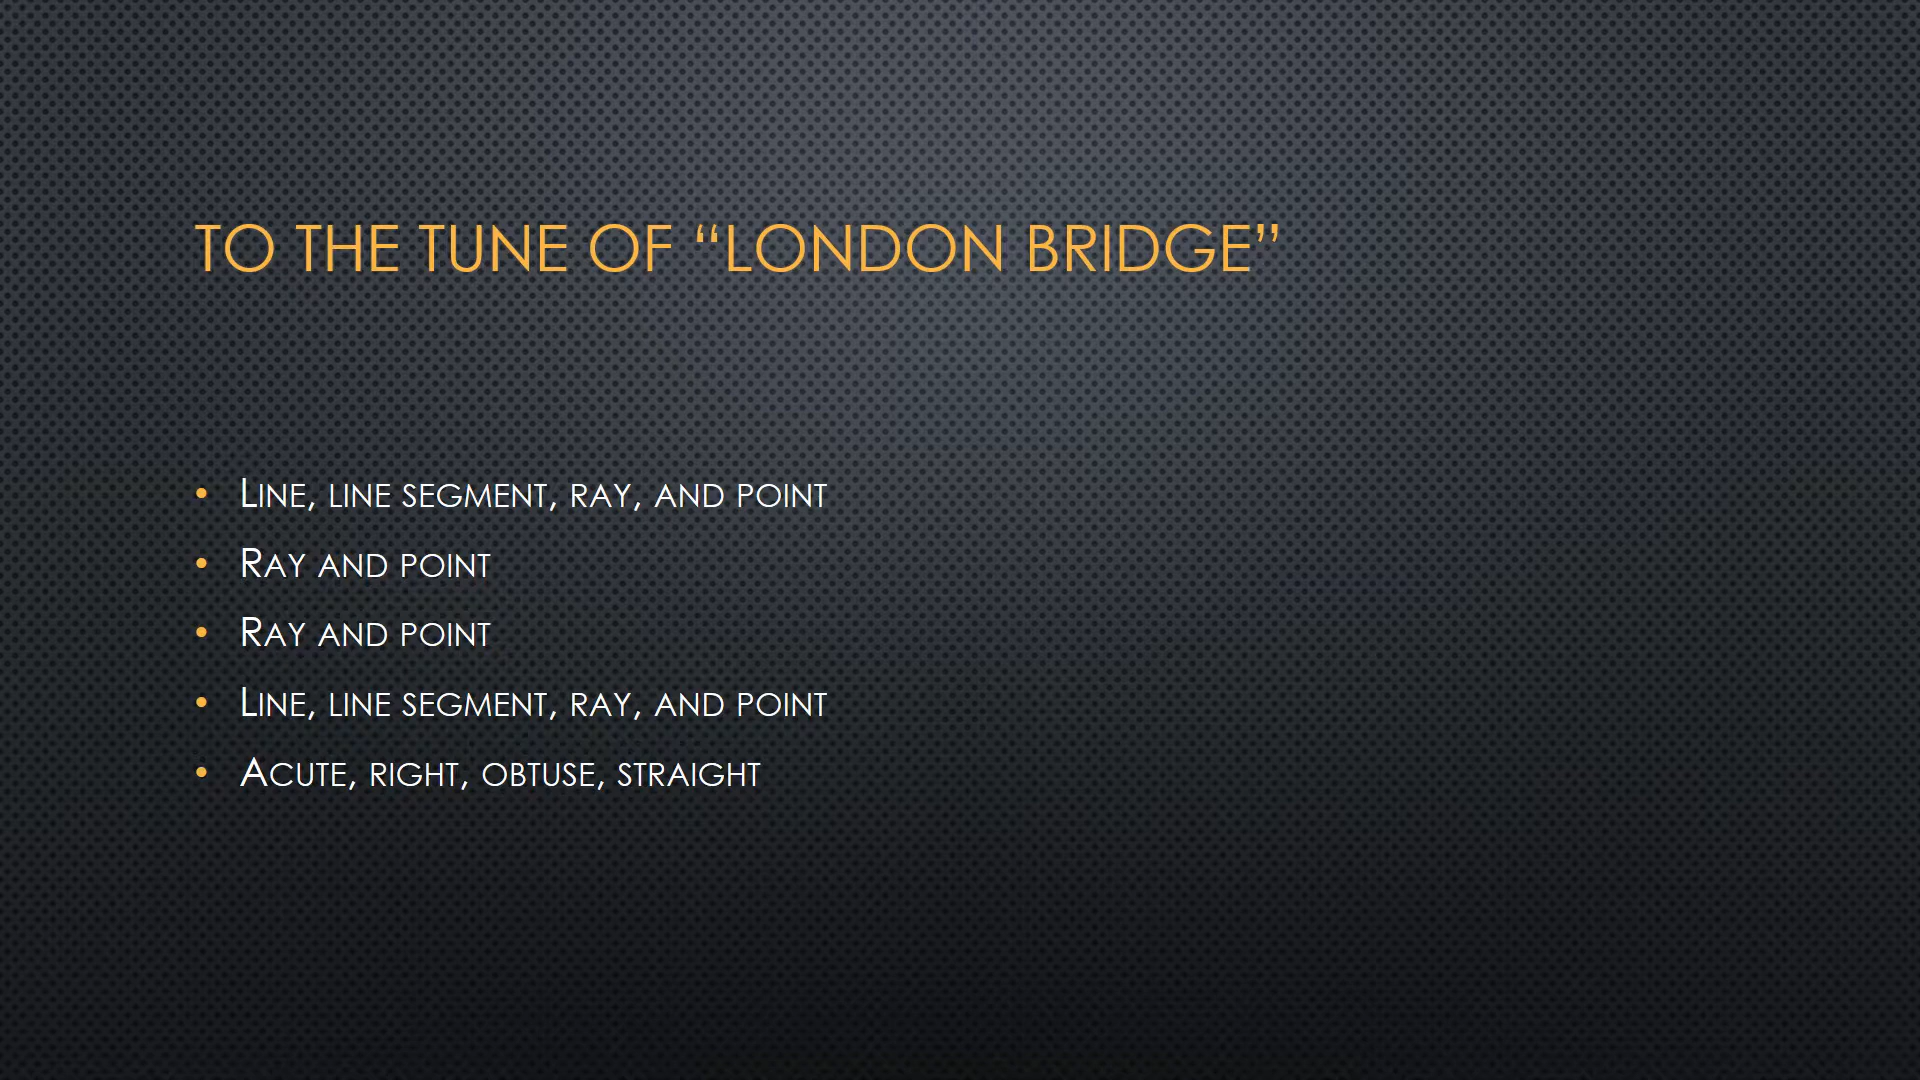 TO THE TUNE OF “LONDON BRIDGE”
• LINE, LINE SEGMENT, RAY, AND POINT
• RAY AND POINT
• RAY AND POINT
• LINE, LINE SEGMENT, RAY, AND POINT
• ACUTE, RIGHT, OBTUSE, STRAIGHT